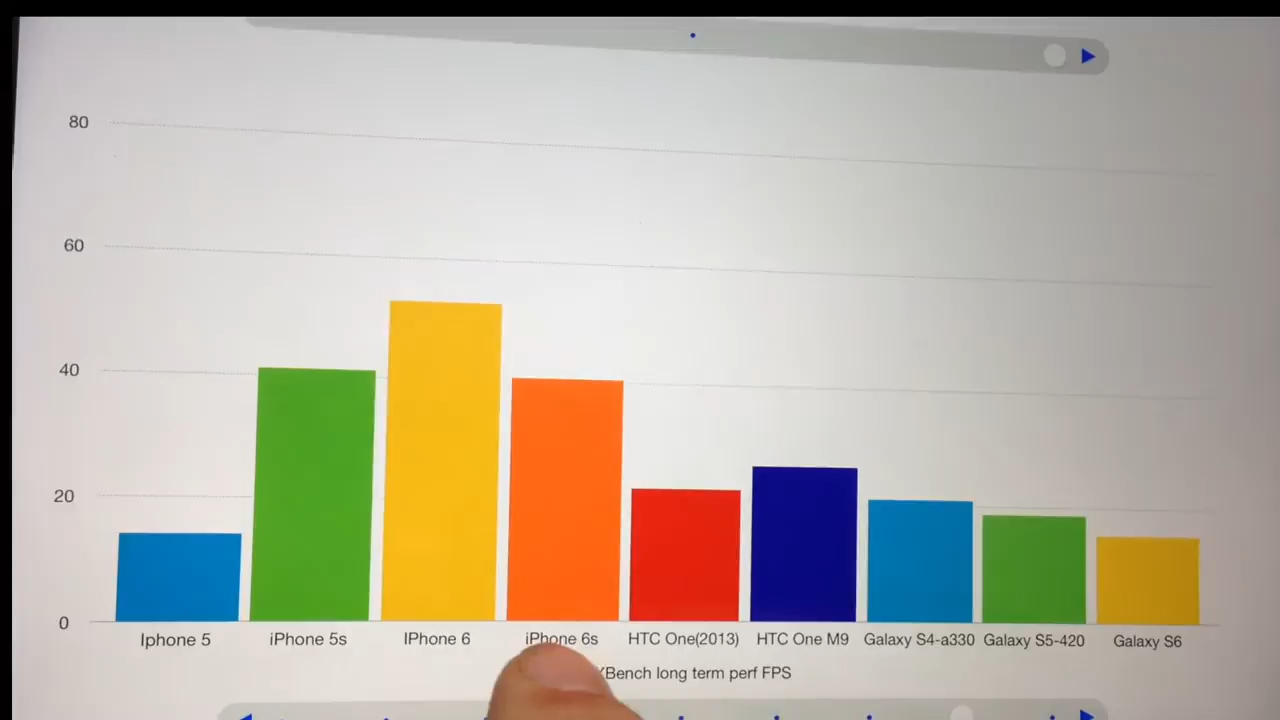 80
60
40
20
0
Iphone 5 iPhone 5s IPhone 6 iPhone 6s HTC One(2013) HTC One M9 Galaxy S4-a330 Galaxy S5-420 Galaxy S6
long term perf FPS